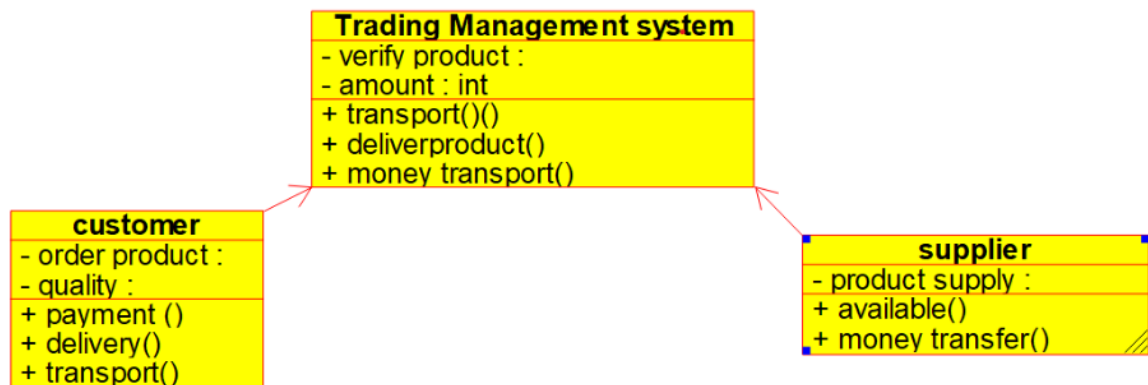 Trading Management system
- verify product :
- amount : int
+ transport()()
+ deliverproduct()
+ money transport()
customer
- order product :
- quality :
+ payment ()
+ delivery()
+ transport()
supplier
- product supply :
+ available()
+ money transfer()